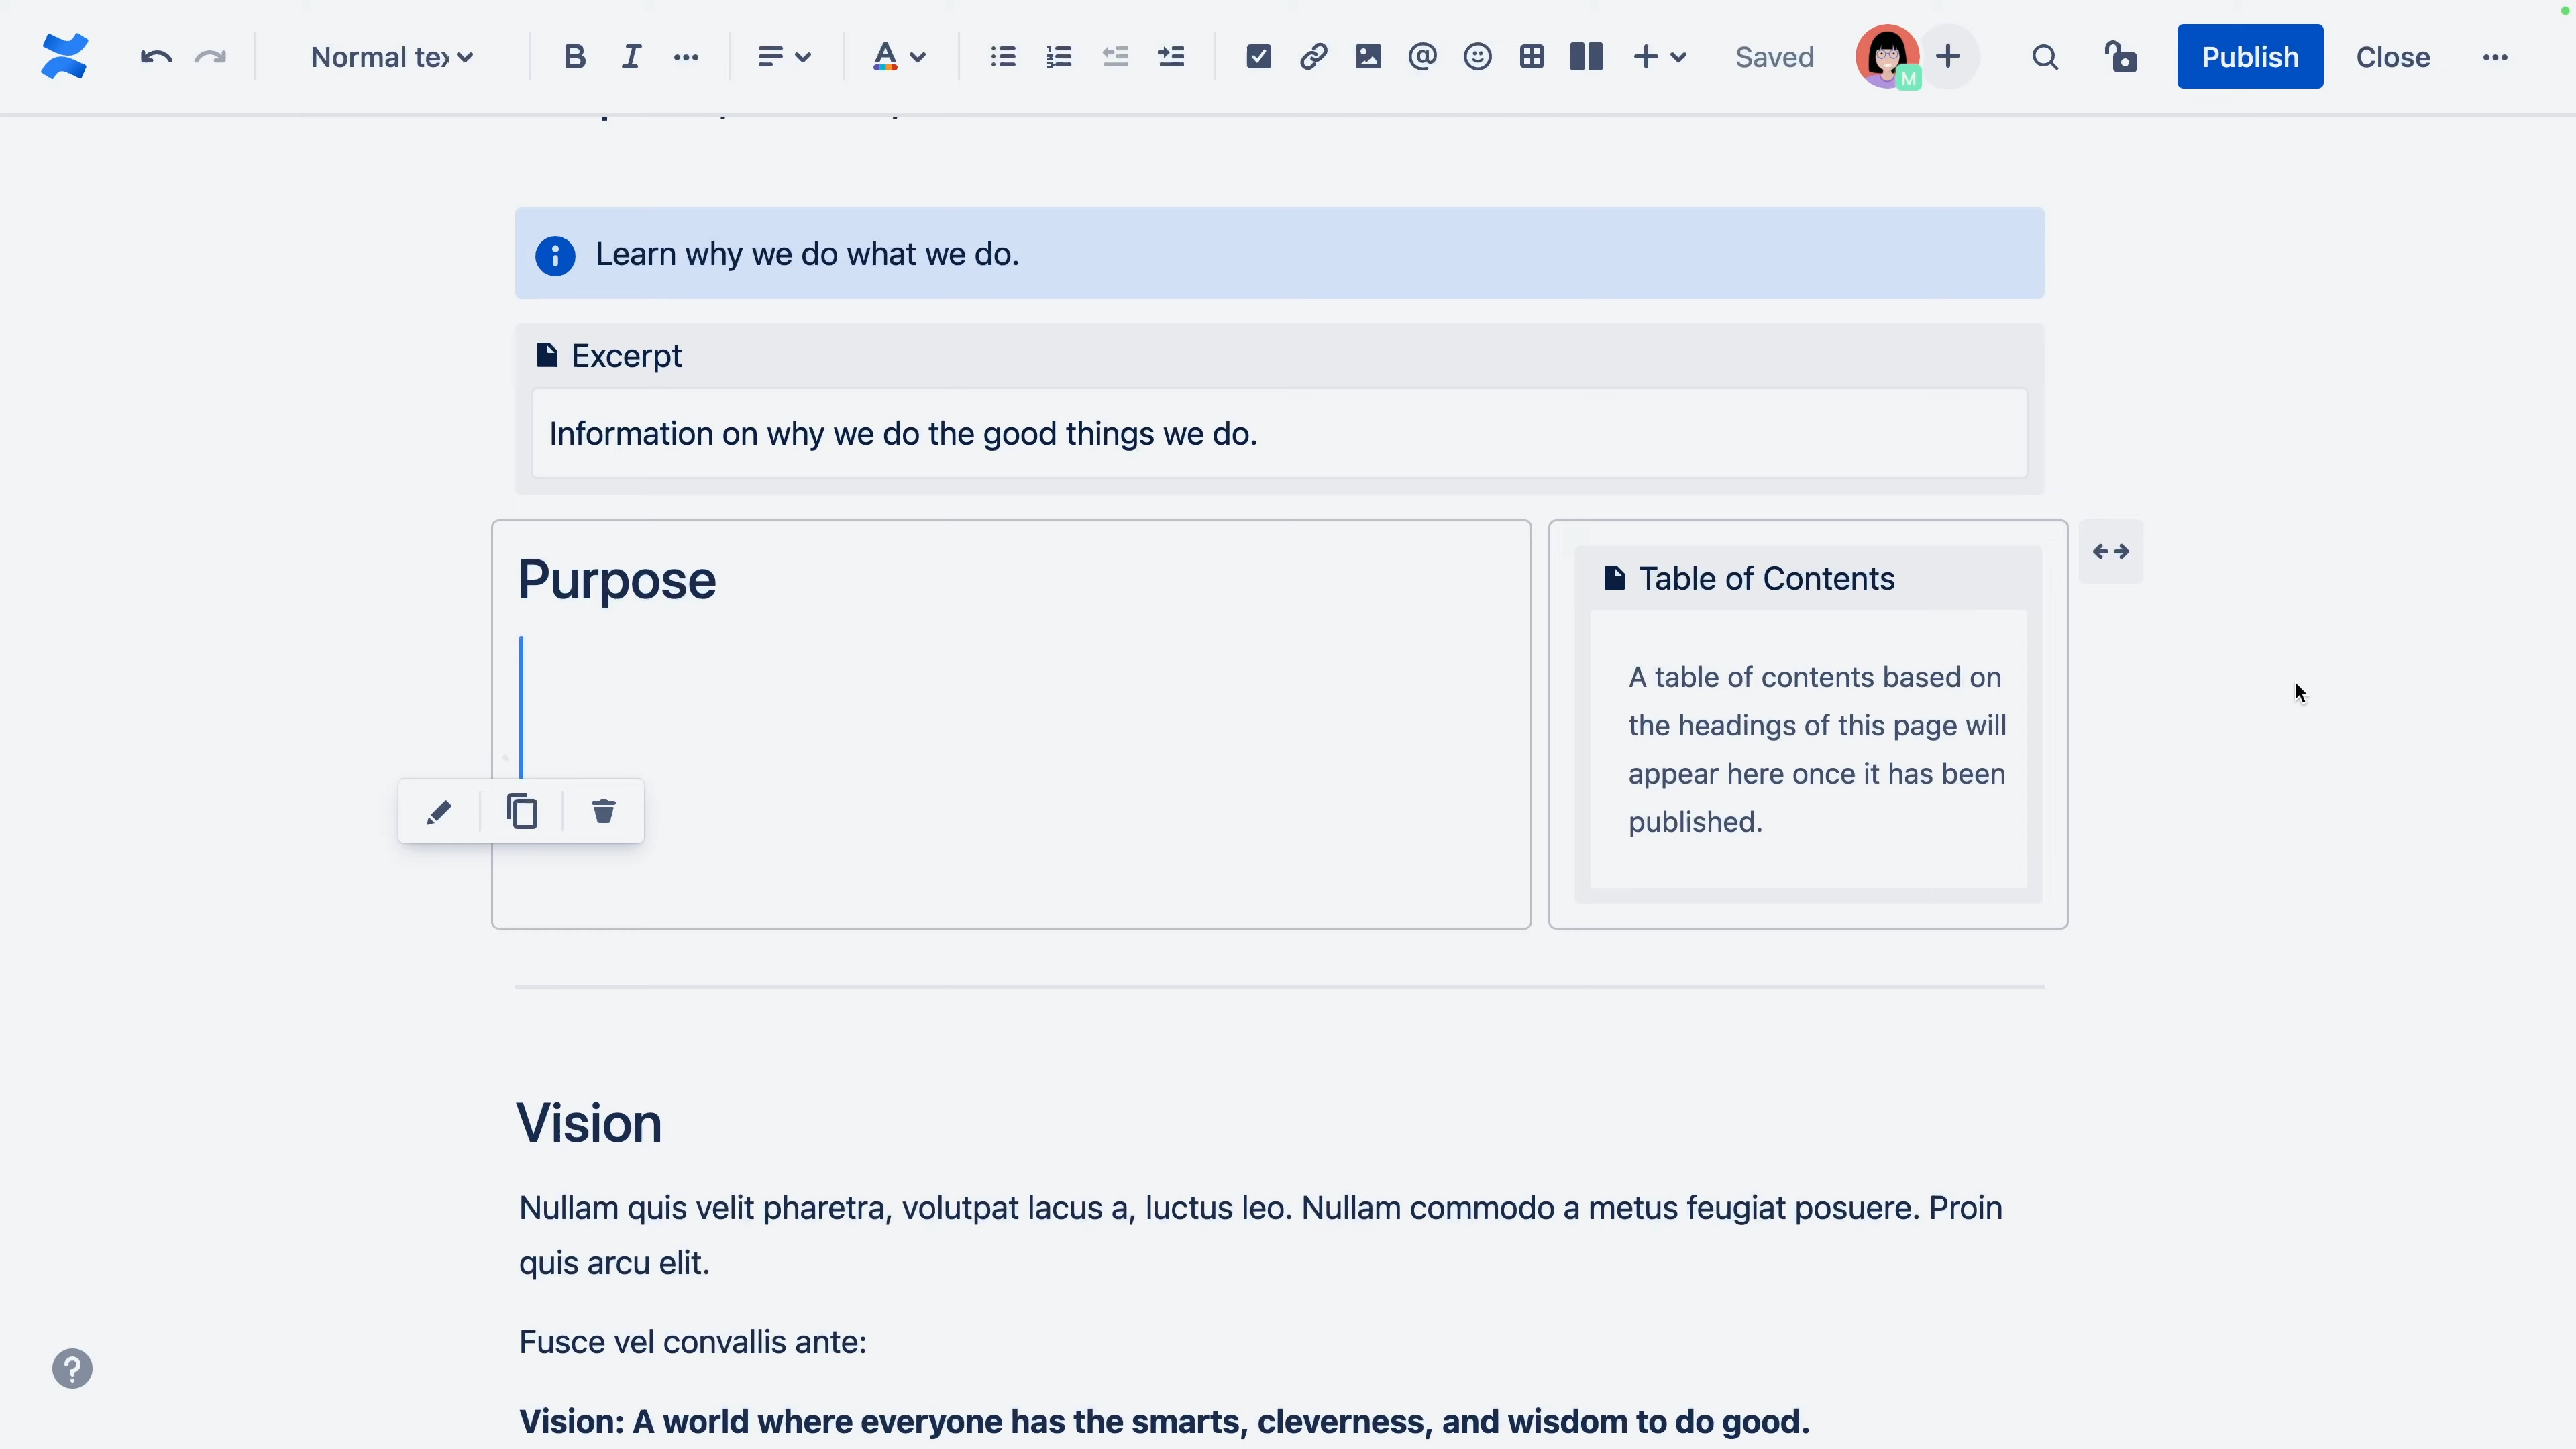 Normal tex
Saved
M
Publish
Close
Learn why we do what we do.
Excerpt
Information on why we do the good things we do.
Purpose
Table of Contents
A table of contents based on
the headings of this page will
appear here once it has been
published.
Vision
Nullam quis velit pharetra, volutpat lacus a, luctus leo. Nullam commodo a metus feugiat posuere. Proin
quis arcu elit.
Fusce vel convallis ante:
Vision: A world where everyone has the smarts, cleverness, and wisdom to do good.